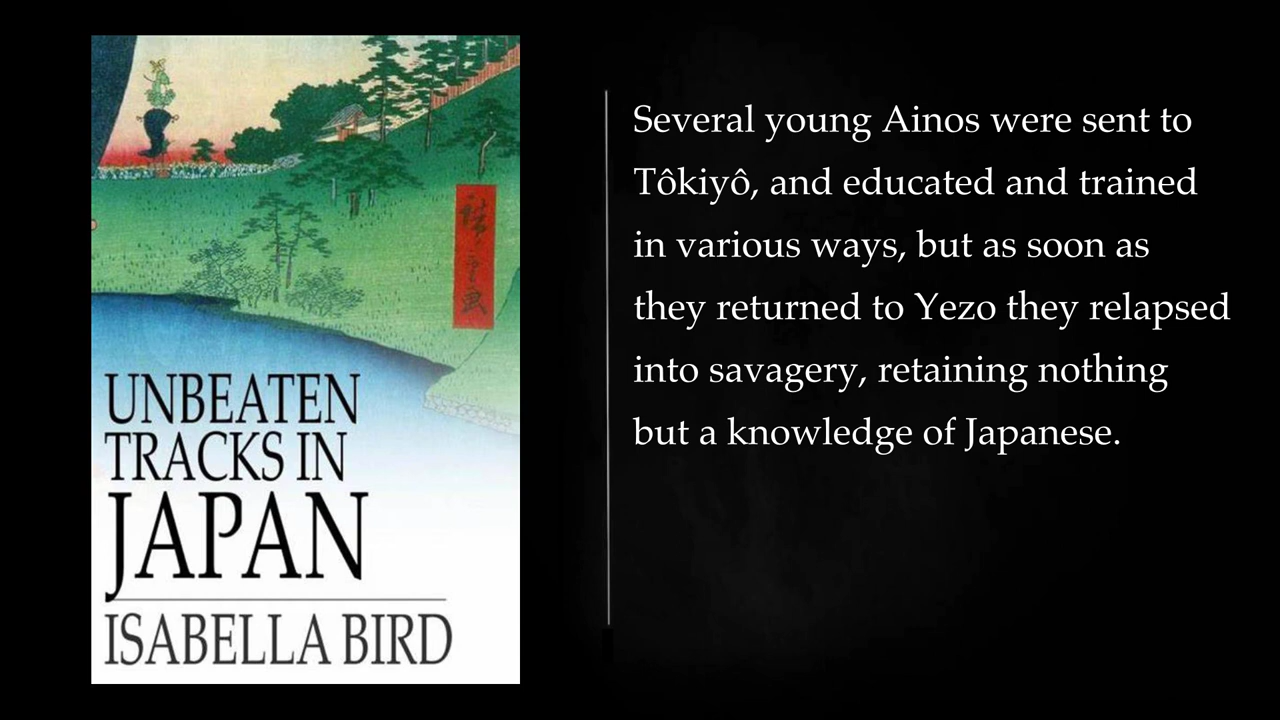 UNBEATEN
TRACKS IN
JAPAN
ISABELLA BIRD
Several young Ainos were sent to
Tôkiyô, and educated and trained
in various ways, but as soon as
they returned to Yezo they relapsed
into savagery, retaining nothing
but a knowledge of Japanese.